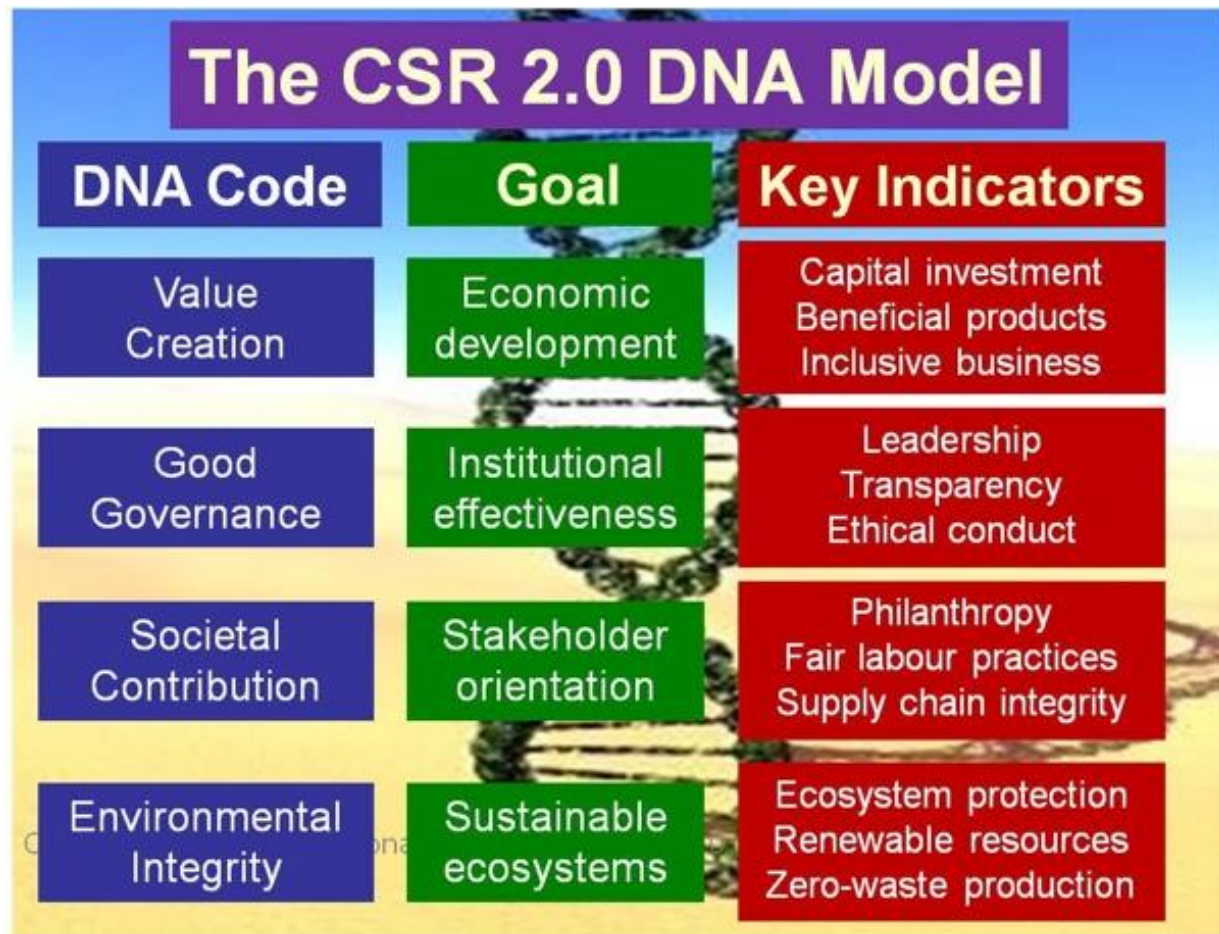 The CSR 2.0 DNA Model
DNA Code
Goal
Key Indicators
Value
Creation
Economic
development
Capital investment
Beneficial products
Inclusive business
Good
Governance
Institutional
effectiveness
Leadership
Transparency
Ethical conduct
Societal
Contribution
Stakeholder
orientation
Philanthropy
Fair labour practices
Supply chain integrity
Environmental
Integrity
Sustainable
ecosystems
Ecosystem protection
Renewable resources
Zero-waste production